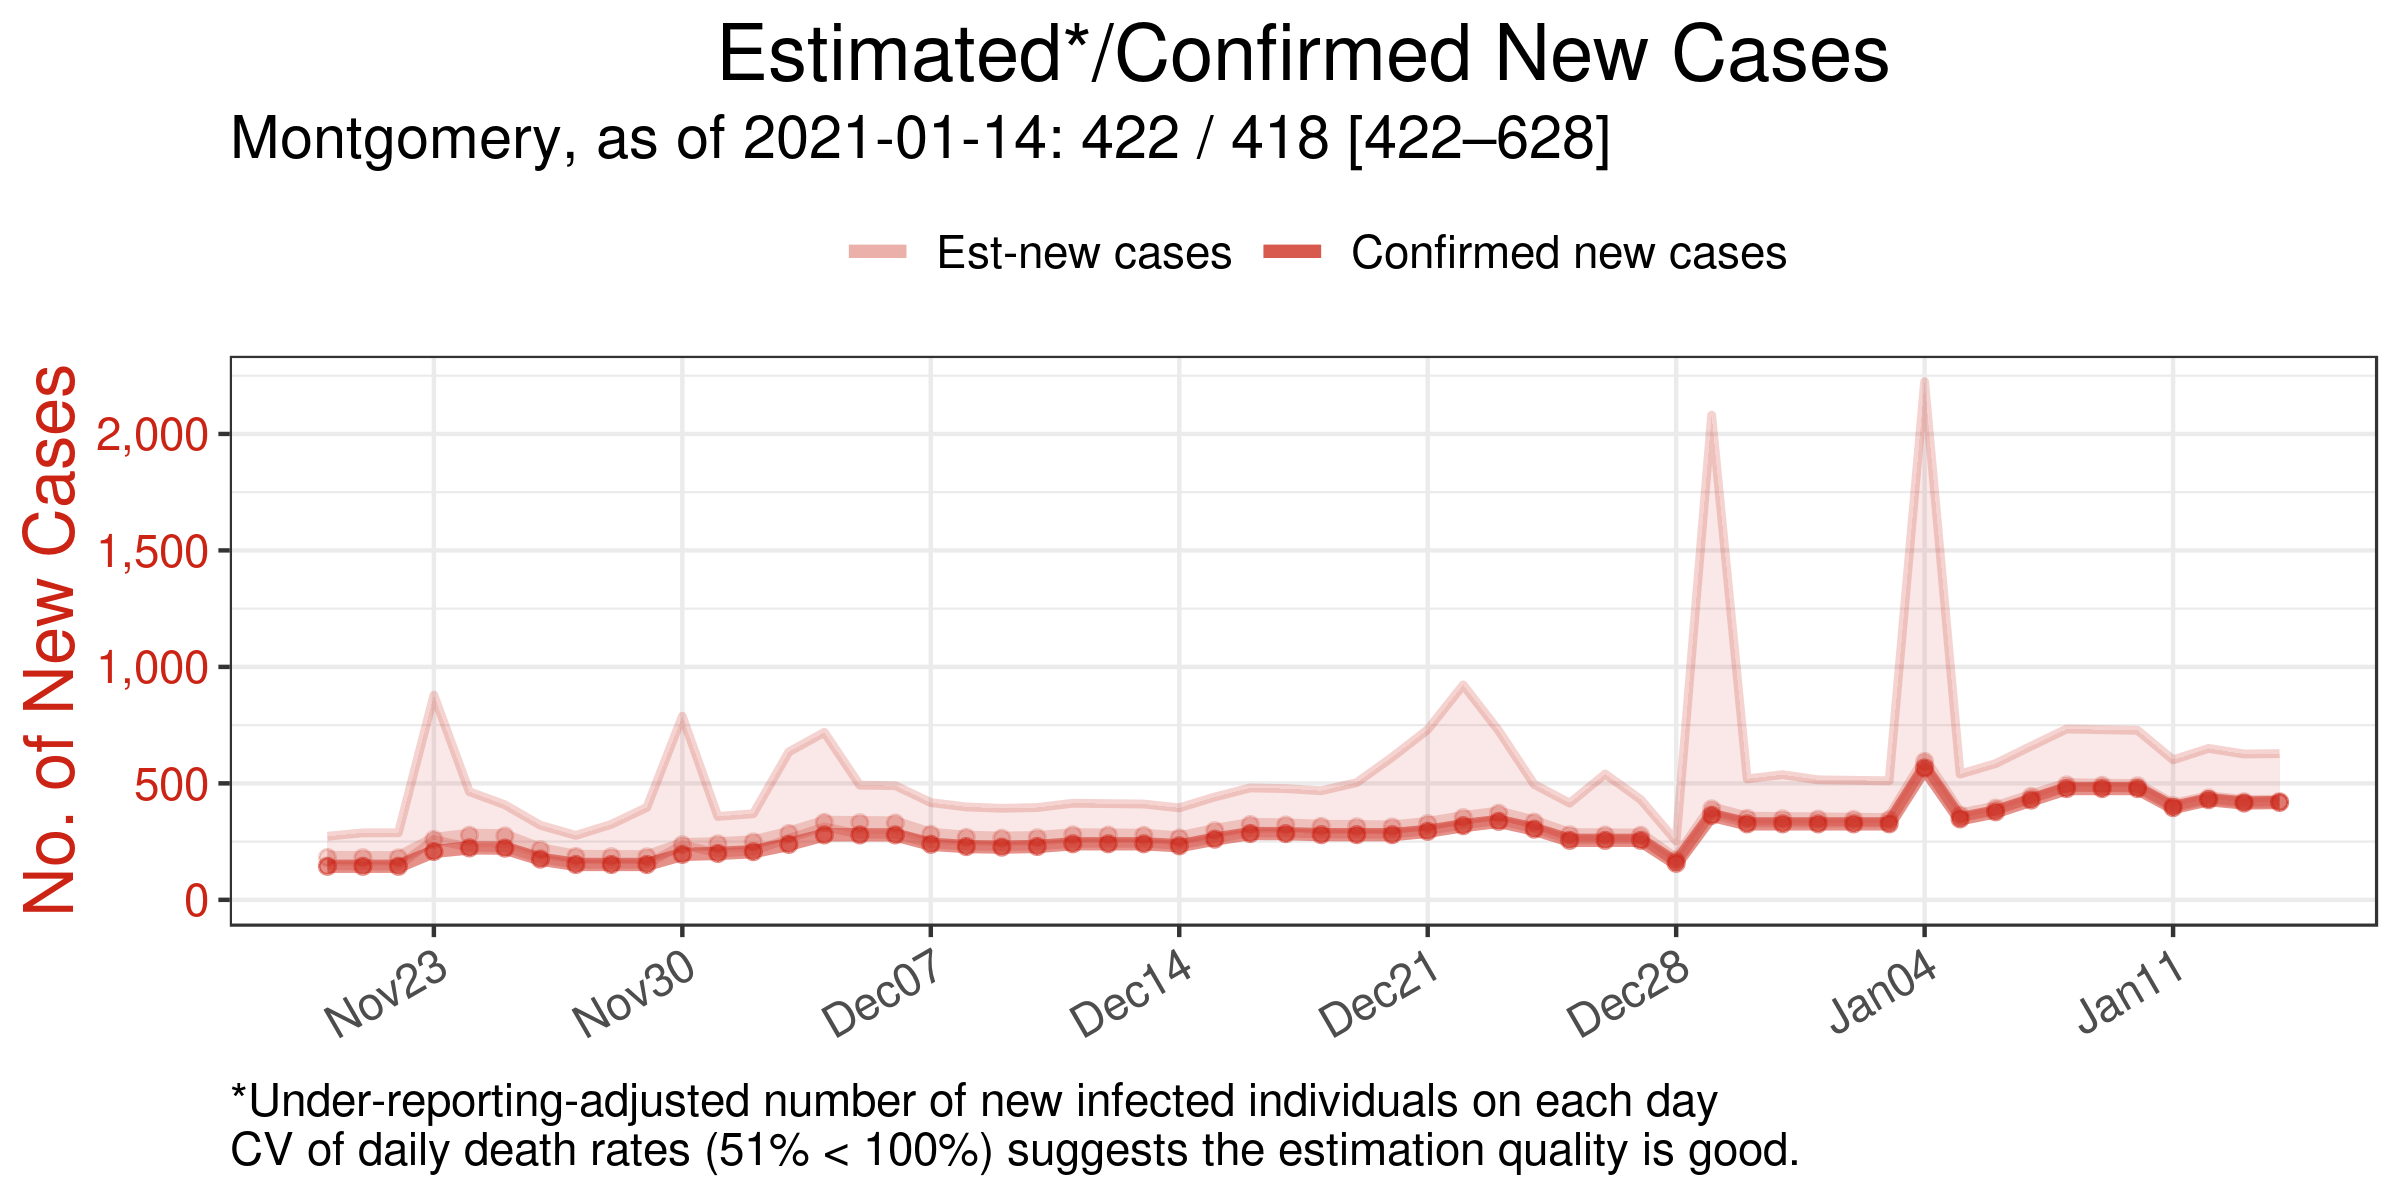 Estimated*/Confirmed New Cases
Montgomery, as of 2021-01-14: 422 / 418 [422–628]
Est-new cases
Confirmed new cases
No. of New Cases
2,000
1,500
1,000
500
0
Nov23
Nov30
Dec07
Dec14
Dec21
Dec28
Jan04
Jan11
*Under-reporting-adjusted number of new infected individuals on each day
CV of daily death rates (51% < 100%) suggests the estimation quality is good.